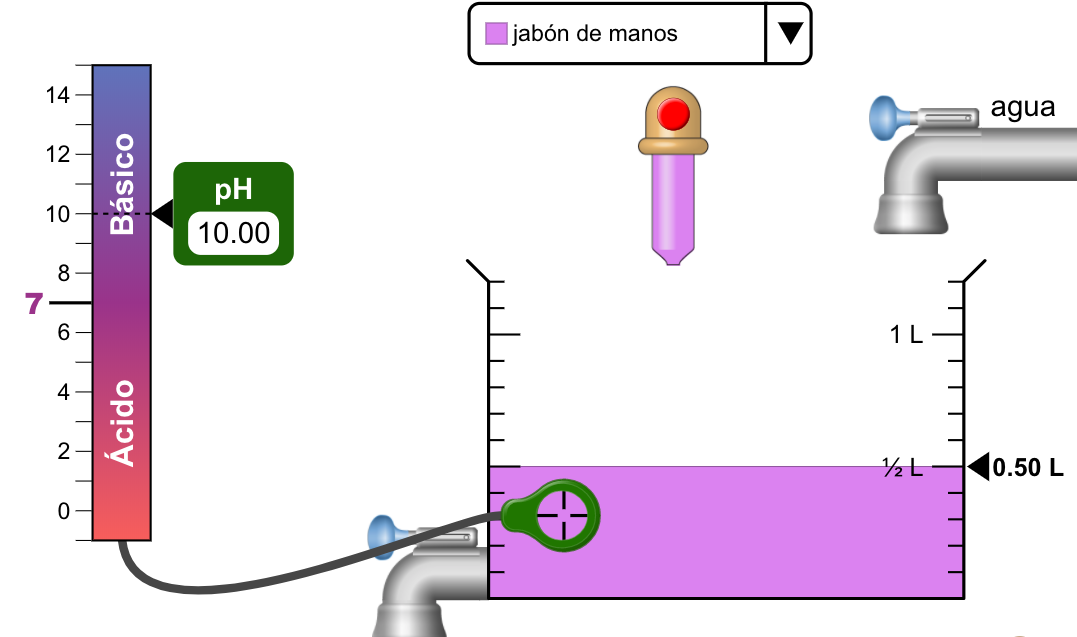 jabón de manos
agua
14
12
10
8
7
6
4
2
0
Básico
Ácido
pH
10.00
1 L
½ L
0.50 L